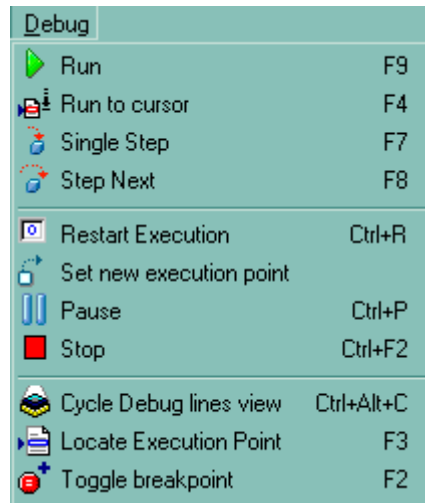 Debug
Run F9
Run to cursor F4
Single Step F7
Step Next F8
Restart Execution Ctrl+R
Set new execution point
Pause Ctrl+P
Stop Ctrl+F2
Cycle Debug lines view Ctrl+Alt+C
Locate Execution Point F3
Toggle breakpoint F2